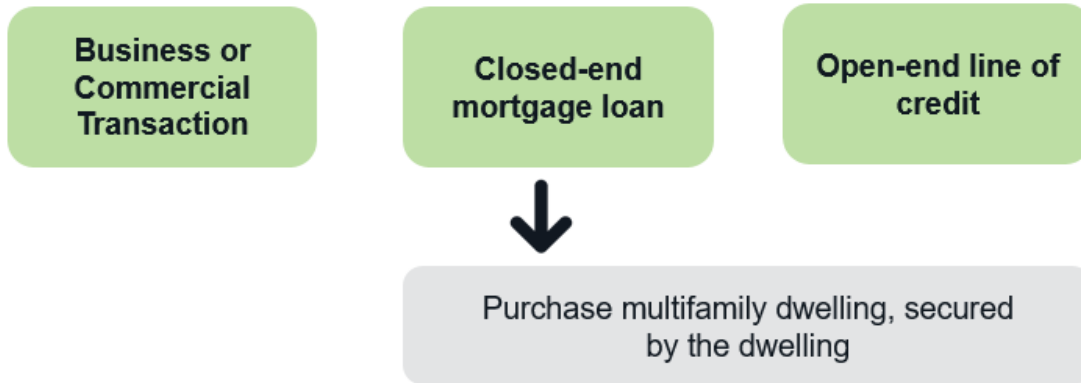 Business or
Commercial
Transaction
Closed-end
mortgage loan
Open-end line of
credit
Purchase multifamily dwelling, secured
by the dwelling